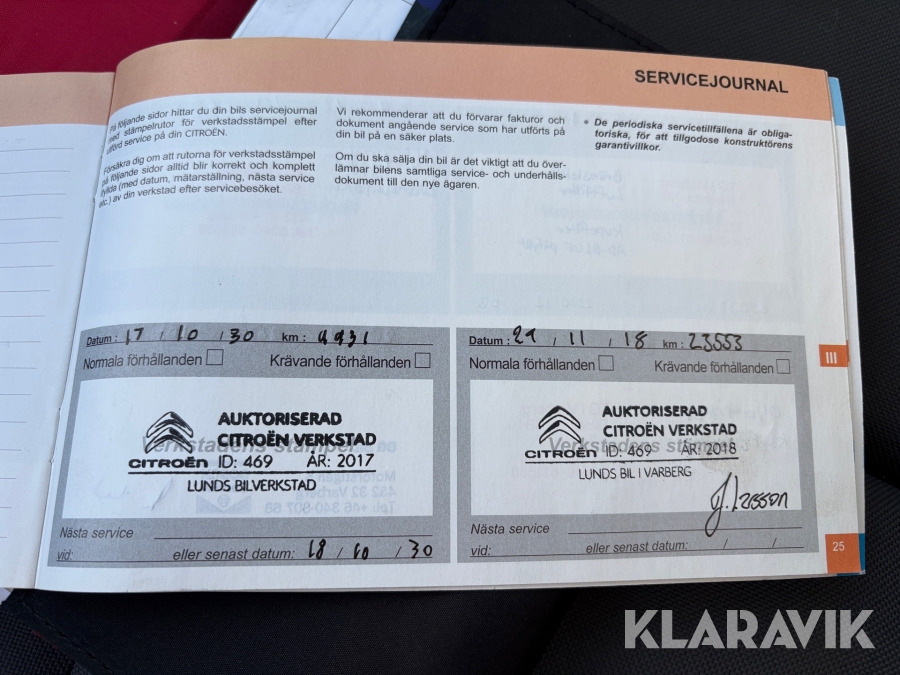 SERVICEJOURNAL
På följande sidor hittar du din bils servicejournal
med stämpelrutor för verkstadsstämpel efter
utförd service på din CITROËN.
Försäkra dig om att rutorna för verkstadsstämpel
på följande sidor alltid blir korrekt och komplett
ifyllda (med datum, mätarställning, nästa service
etc.) av din verkstad efter servicebesöket.
Vi rekommenderar att du förvarar fakturor och
dokument angående service som har utförts på
din bil på en säker plats.
Om du ska sälja din bil är det viktigt att du över-
lämnar bilens samtliga service- och underhålls-
dokument till den nye ägaren.
• De periodiska servicetillfällena är obliga-
toriska, för att tillgodose konstruktörens
garantivillkor.
Datum: 17 / 10 / 30 km: 4931
Normala förhållanden Krävande förhållanden
Verkstadens stämpel
AUKTORISERAD
CITROËN VERKSTAD
CITROËN ID: 469 ÅR: 2017
LUNDS BILVERKSTAD
Nästa service
vid: eller senast datum: 18 / 10 / 30
Datum: 29 / 11 / 18 km: 23553
Normala förhållanden Krävande förhållanden
Verkstadens stämpel
AUKTORISERAD
CITROËN VERKSTAD
CITROËN ID: 469 ÅR: 2018
LUNDS BIL I VARBERG
Nästa service
vid: eller senast datum: / /
III
25
KLARAVIK